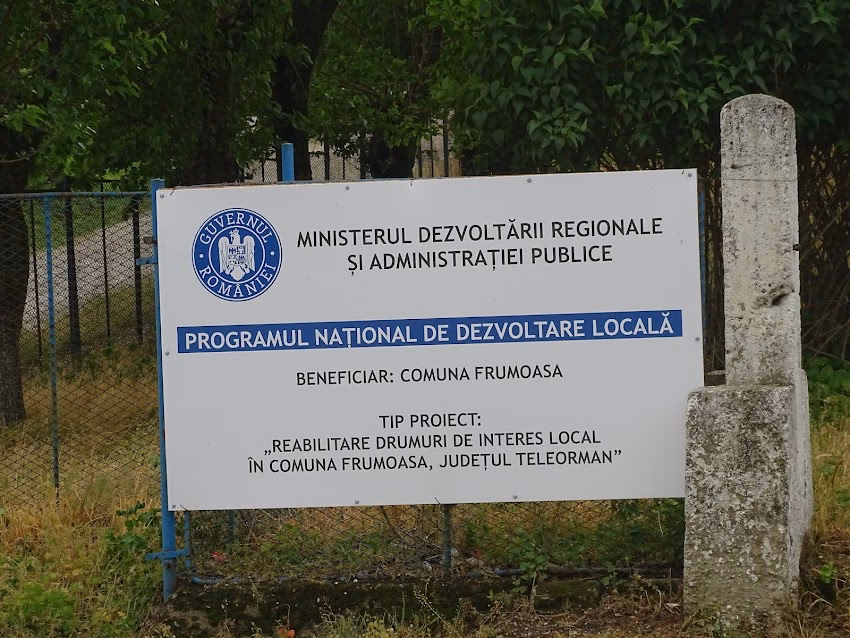 GUVERNUL ROMÂNIEI
MINISTERUL DEZVOLTĂRII REGIONALE
ȘI ADMINISTRAȚIEI PUBLICE
PROGRAMUL NAȚIONAL DE DEZVOLTARE LOCALĂ
BENEFICIAR: COMUNA FRUMOASA
TIP PROIECT:
„REABILITARE DRUMURI DE INTERES LOCAL
ÎN COMUNA FRUMOASA, JUDEȚUL TELEORMAN”